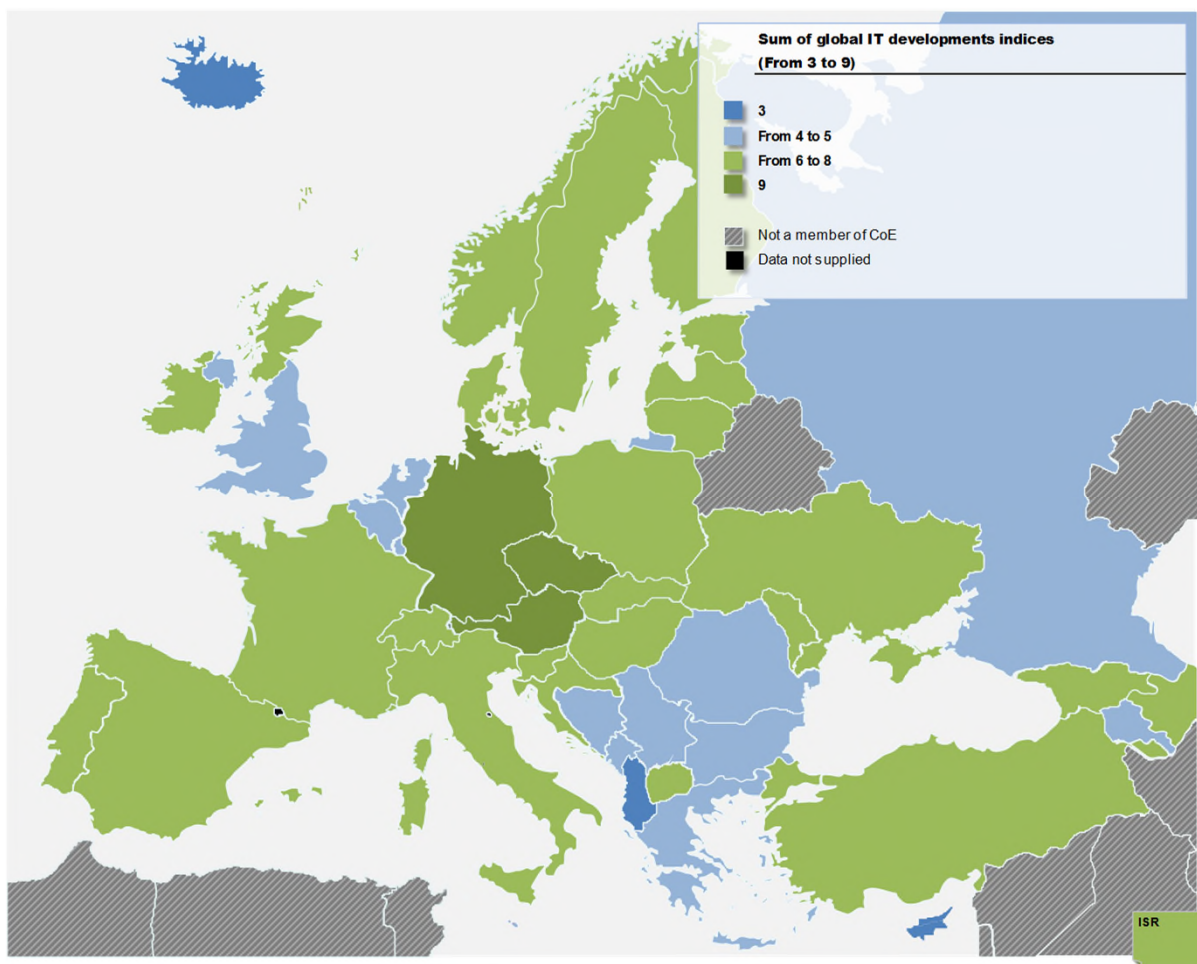 Sum of global IT developments indices
(From 3 to 9)
3
From 4 to 5
From 6 to 8
9
Not a member of CoE
Data not supplied
ISR